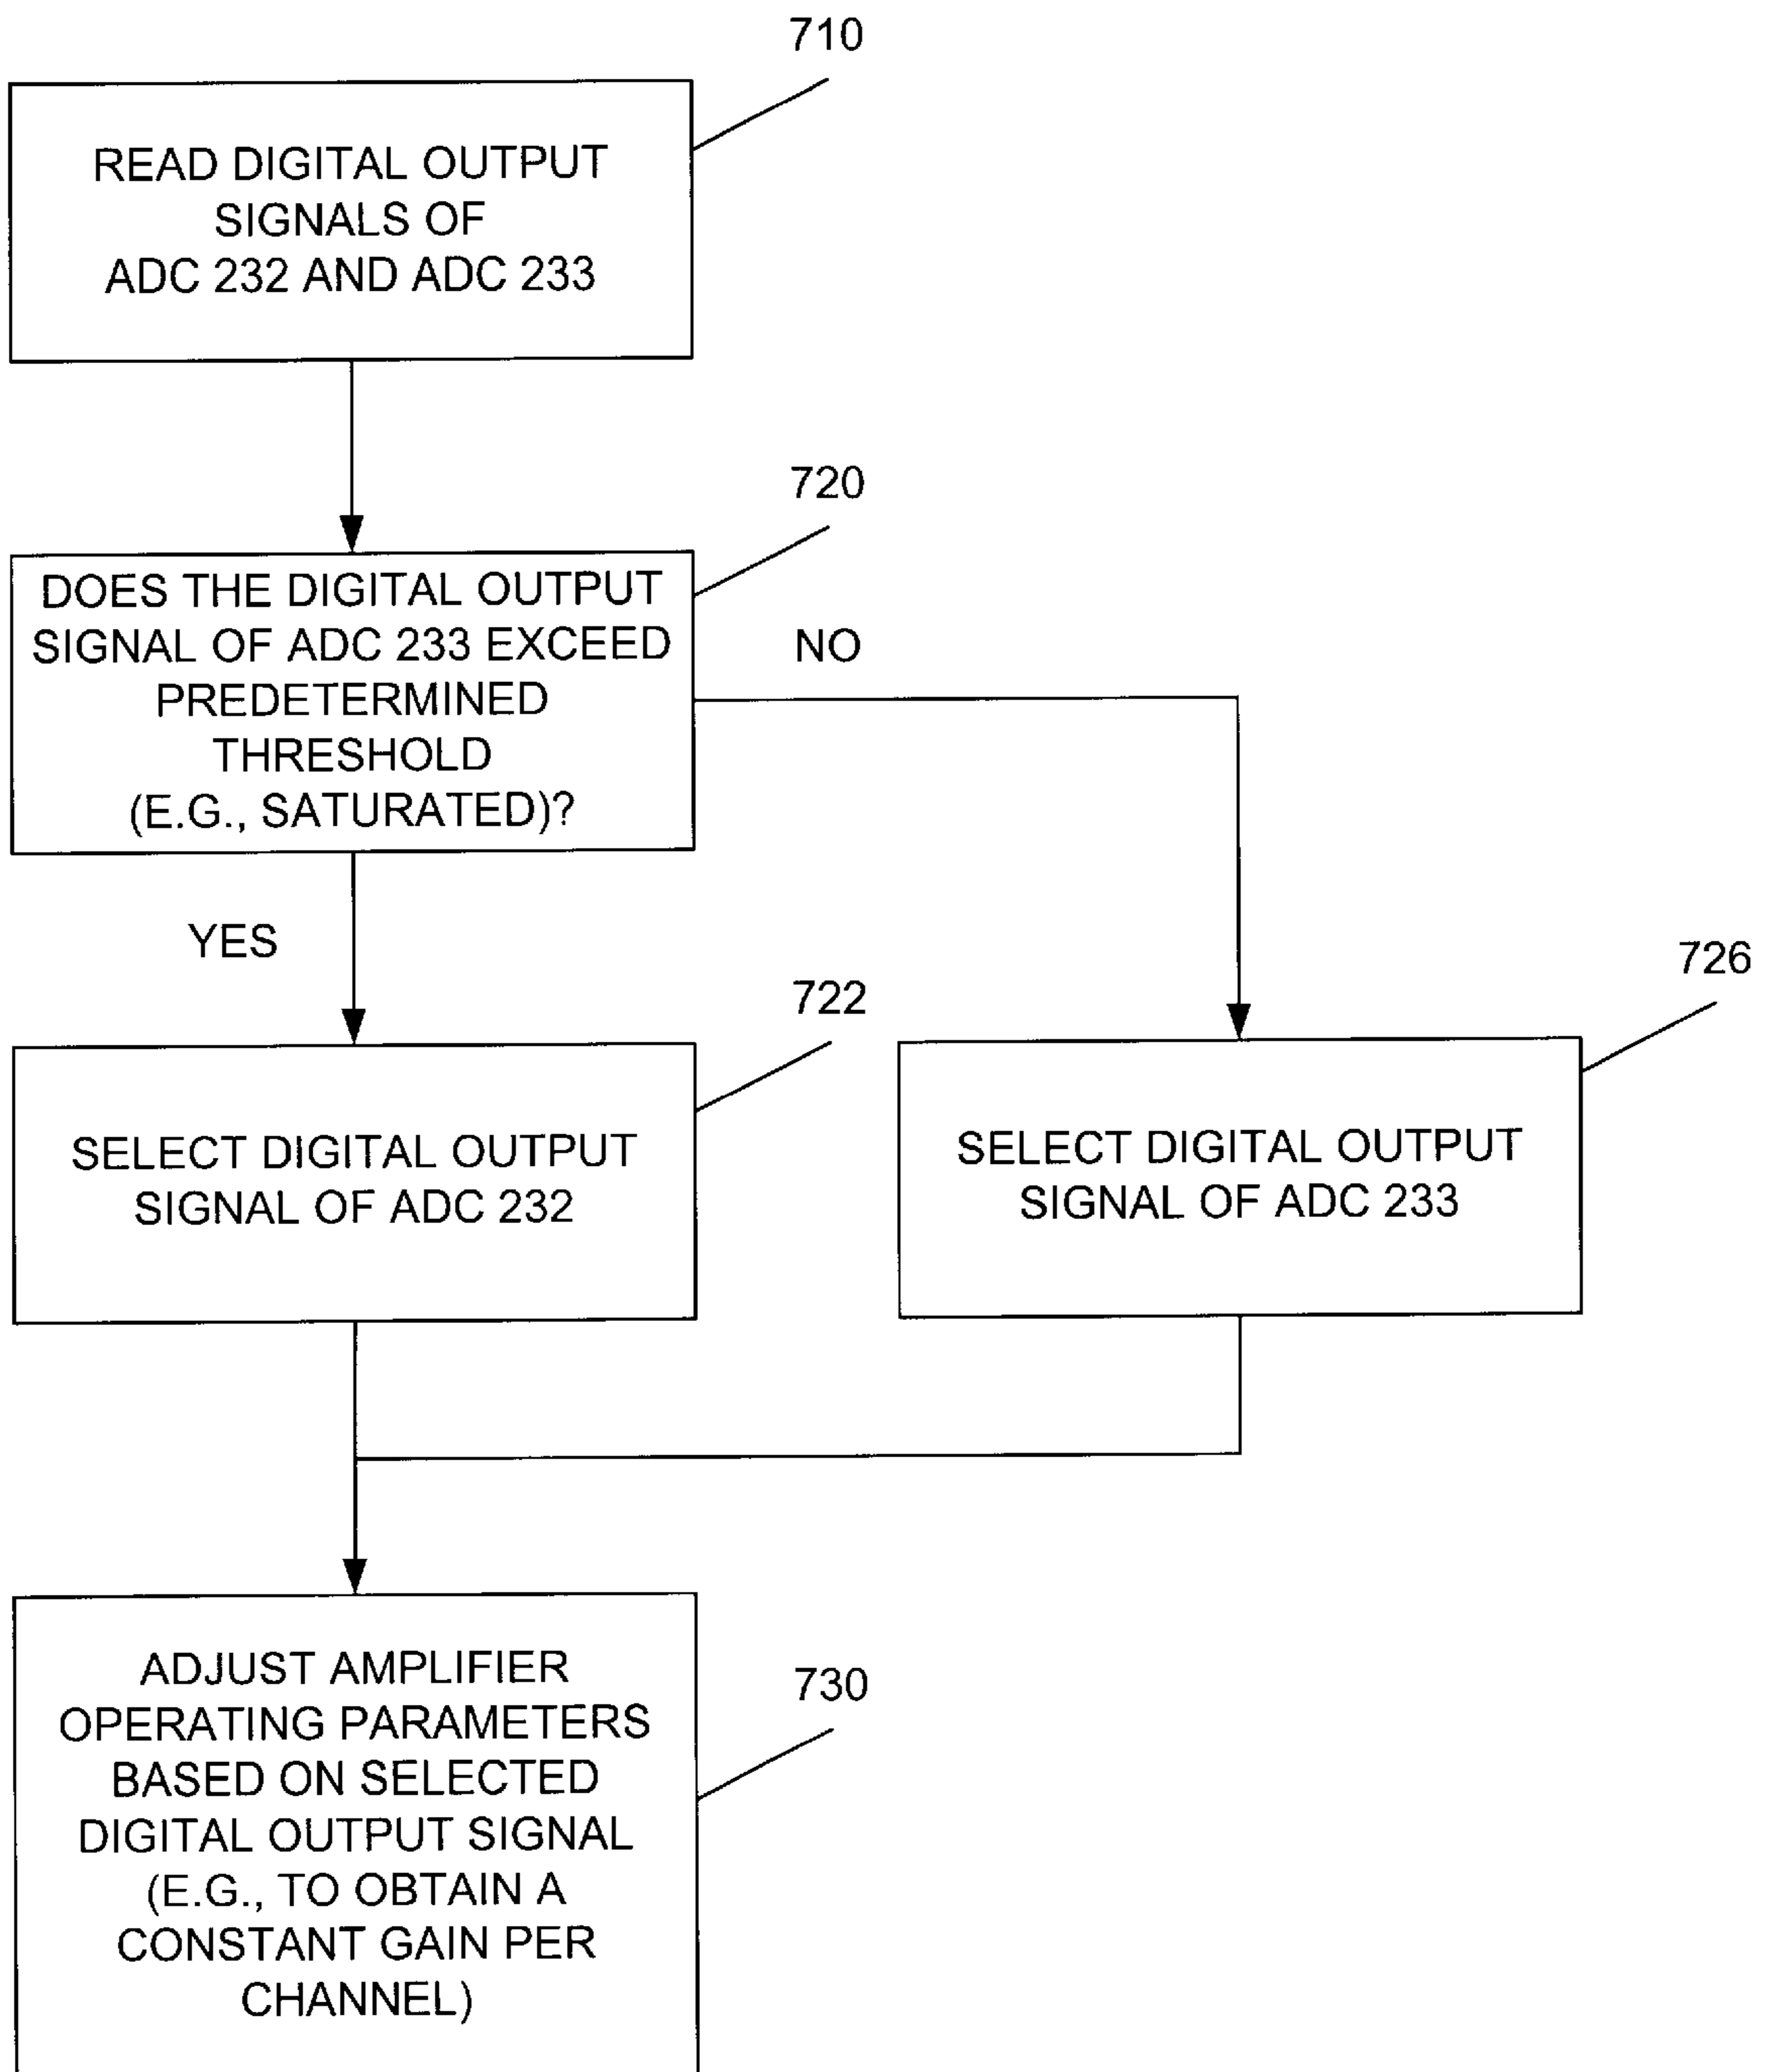 710
READ DIGITAL OUTPUT
SIGNALS OF
ADC 232 AND ADC 233
720
DOES THE DIGITAL OUTPUT
SIGNAL OF ADC 233 EXCEED
PREDETERMINED
THRESHOLD
(E.G., SATURATED)?
NO
YES
722
SELECT DIGITAL OUTPUT
SIGNAL OF ADC 232
726
SELECT DIGITAL OUTPUT
SIGNAL OF ADC 233
730
ADJUST AMPLIFIER
OPERATING PARAMETERS
BASED ON SELECTED
DIGITAL OUTPUT SIGNAL
(E.G., TO OBTAIN A
CONSTANT GAIN PER
CHANNEL)